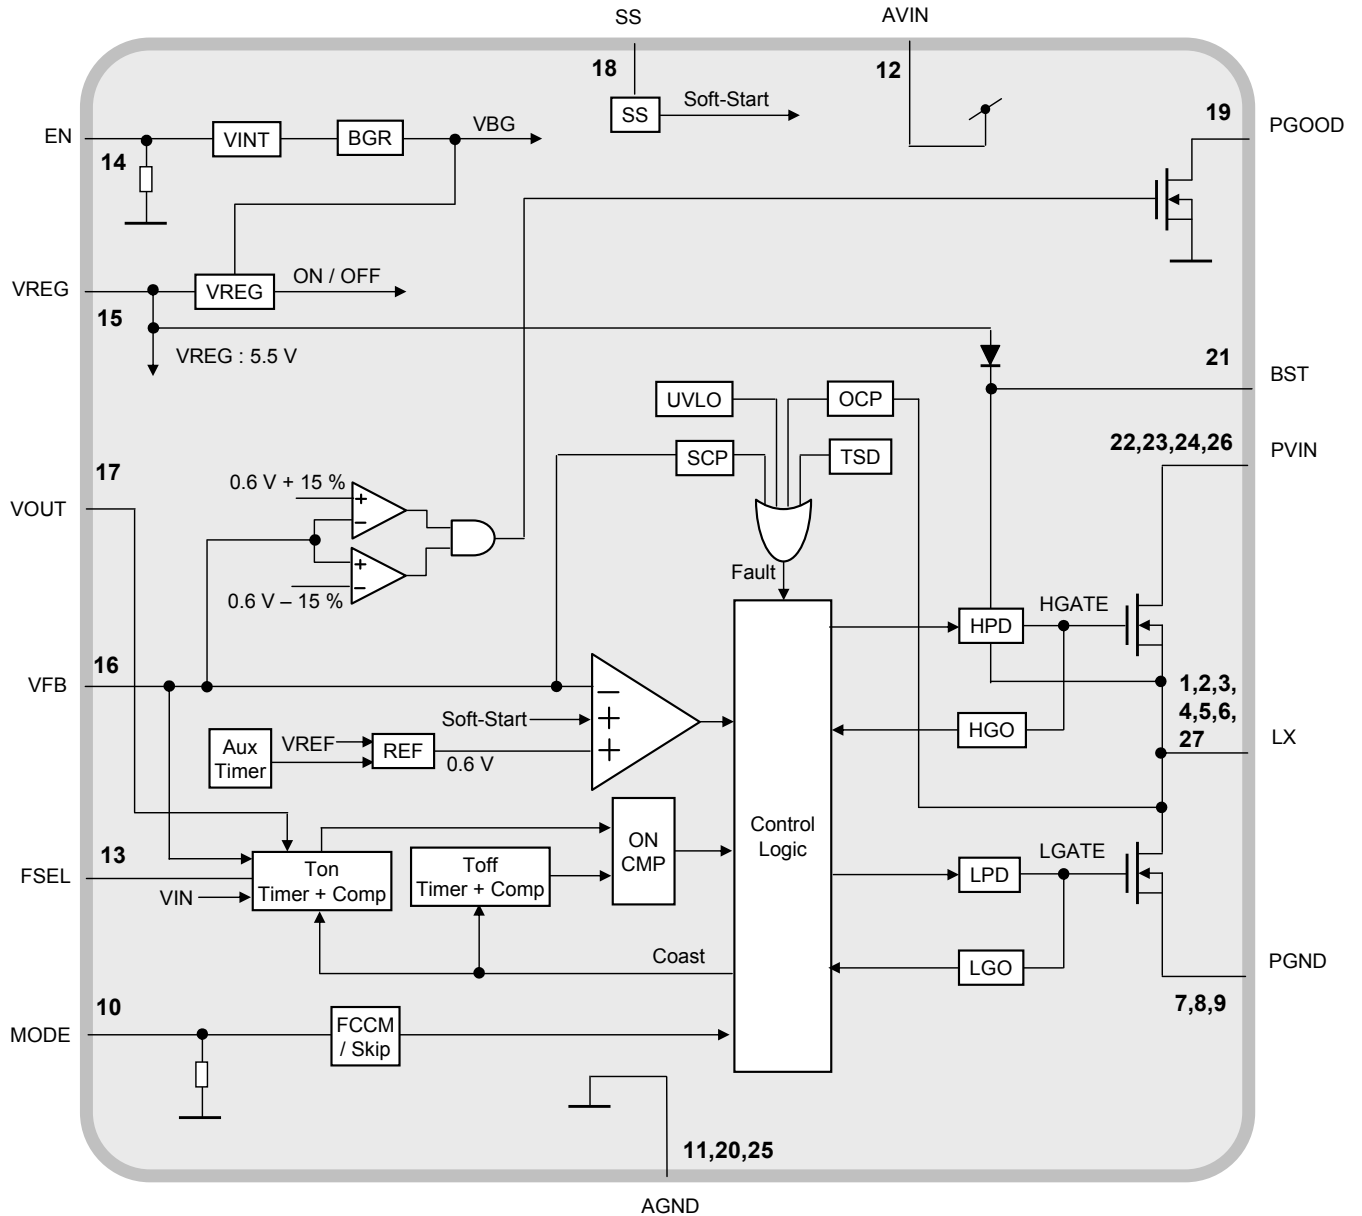 SS
AVIN
18
12
SS
Soft-Start
19
PGOOD
EN
14
VINT
BGR
VBG
VREG
15
VREG
ON / OFF
VREG : 5.5 V
21
BST
UVLO
OCP
SCP
TSD
22,23,24,26
PVIN
17
VOUT
0.6 V + 15 %
+
−
+
−
0.6 V – 15 %
Fault
HPD
HGATE
16
VFB
−
+
+
Soft-Start
Aux
Timer
VREF
REF
0.6 V
HGO
1,2,3,
4,5,6,
27
LX
Control
Logic
ON
CMP
13
FSEL
VIN
Ton
Timer + Comp
Toff
Timer + Comp
LPD
LGATE
LGO
Coast
PGND
7,8,9
10
MODE
FCCM
/ Skip
11,20,25
AGND